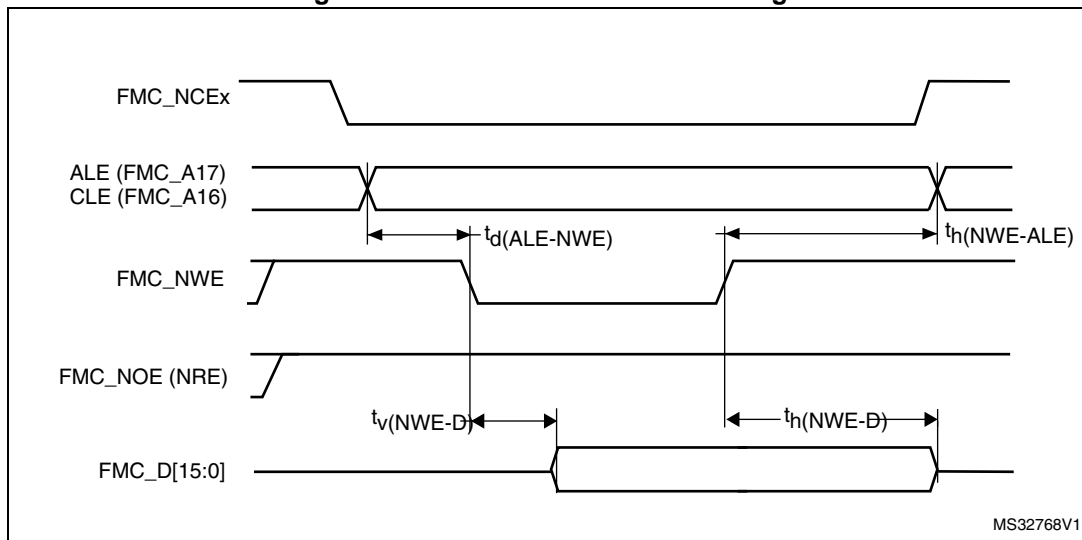 FMC_NCEx
ALE (FMC_A17)
CLE (FMC_A16)
td(ALE-NWE)
th(NWE-ALE)
FMC_NWE
FMC_NOE (NRE)
tv(NWE-D)
th(NWE-D)
FMC_D[15:0]
MS32768V1